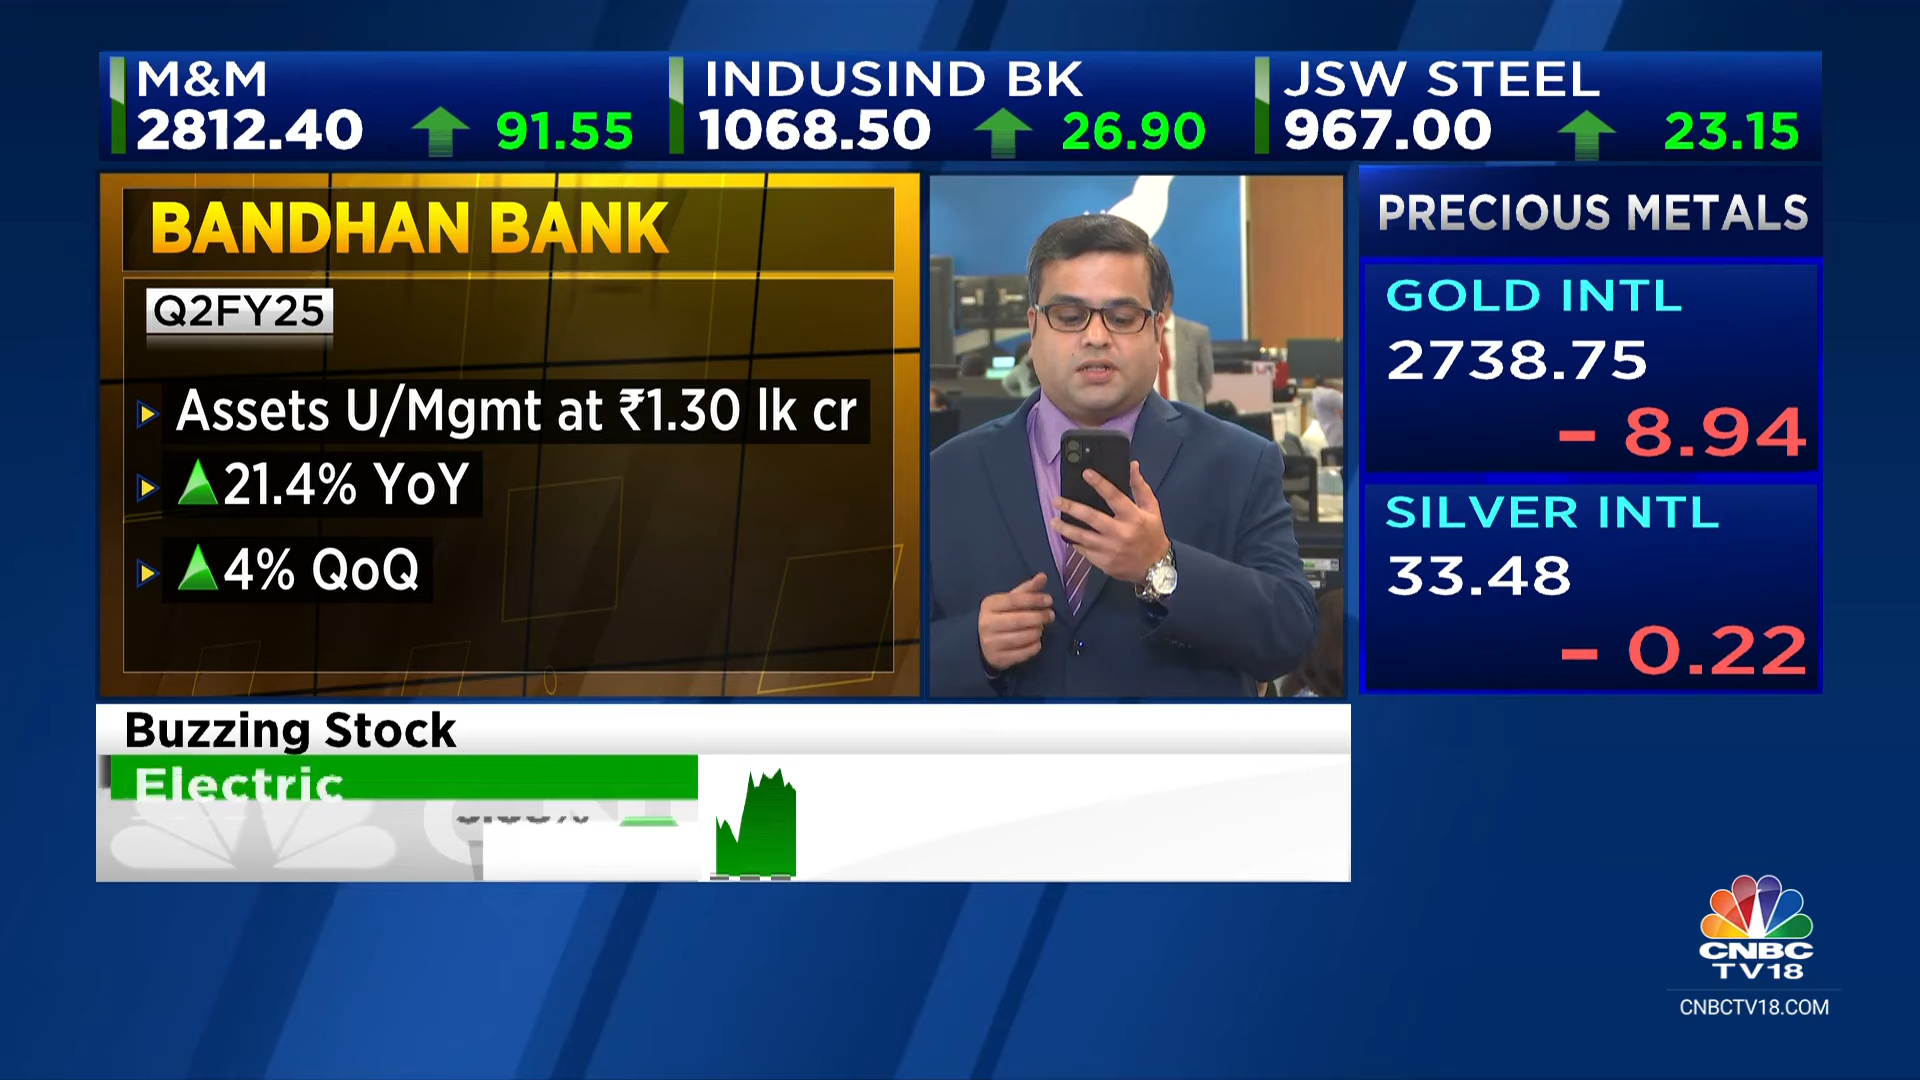 M&M
2812.40 91.55
INDUSIND BK
1068.50 26.90
JSW STEEL
967.00 23.15
BANDHAN BANK
Q2FY25
Assets U/Mgmt at ₹1.30 lk cr
21.4% YoY
4% QoQ
PRECIOUS METALS
GOLD INTL
2738.75
- 8.94
SILVER INTL
33.48
- 0.22
Buzzing Stock
Electric
CNBC
TV18
CNBCTV18.COM